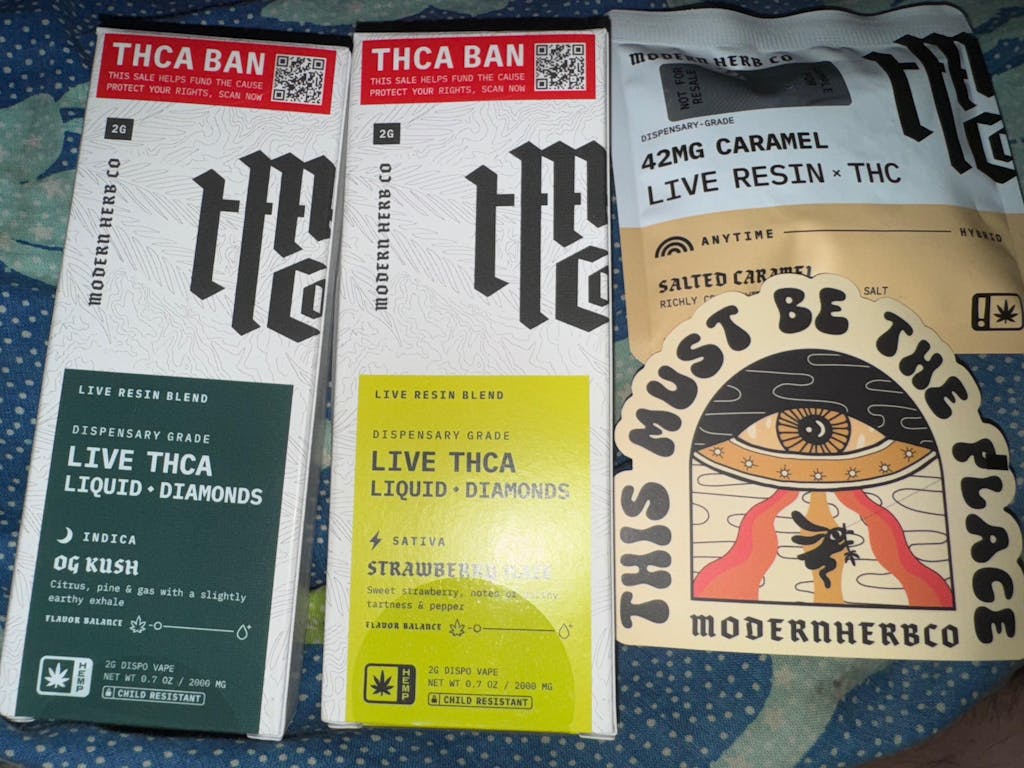 THCA BAN
THIS SALE HELPS FUND THE CAUSE
PROTECT YOUR RIGHTS, SCAN NOW
2G
MODERN HERB CO
LIVE RESIN BLEND
DISPENSARY GRADE
LIVE THCA
LIQUID • DIAMONDS
INDICA
OG KUSH
Citrus, pine & gas with a slightly
earthy exhale
FLAVOR BALANCE
HEMP
2G DISPO VAPE
NET WT 0.7 OZ / 2000 MG
CHILD RESISTANT
THCA BAN
THIS SALE HELPS FUND THE CAUSE
PROTECT YOUR RIGHTS, SCAN NOW
2G
MODERN HERB CO
LIVE RESIN BLEND
DISPENSARY GRADE
LIVE THCA
LIQUID • DIAMONDS
SATIVA
STRAWBERRY
Sweet strawberry, notes of
tartness & pepper
FLAVOR BALANCE
HEMP
2G DISPO VAPE
NET WT 0.7 OZ / 2000 MG
CHILD RESISTANT
MODERN HERB CO
NOT FOR
RESALE
DISPENSARY-GRADE
42MG CARAMEL
LIVE RESIN × THC
ANYTIME
HYBRID
SALTED CARAMEL
RICHLY
SALT
THIS MUST BE THE PLACE
MODERNHERBCO